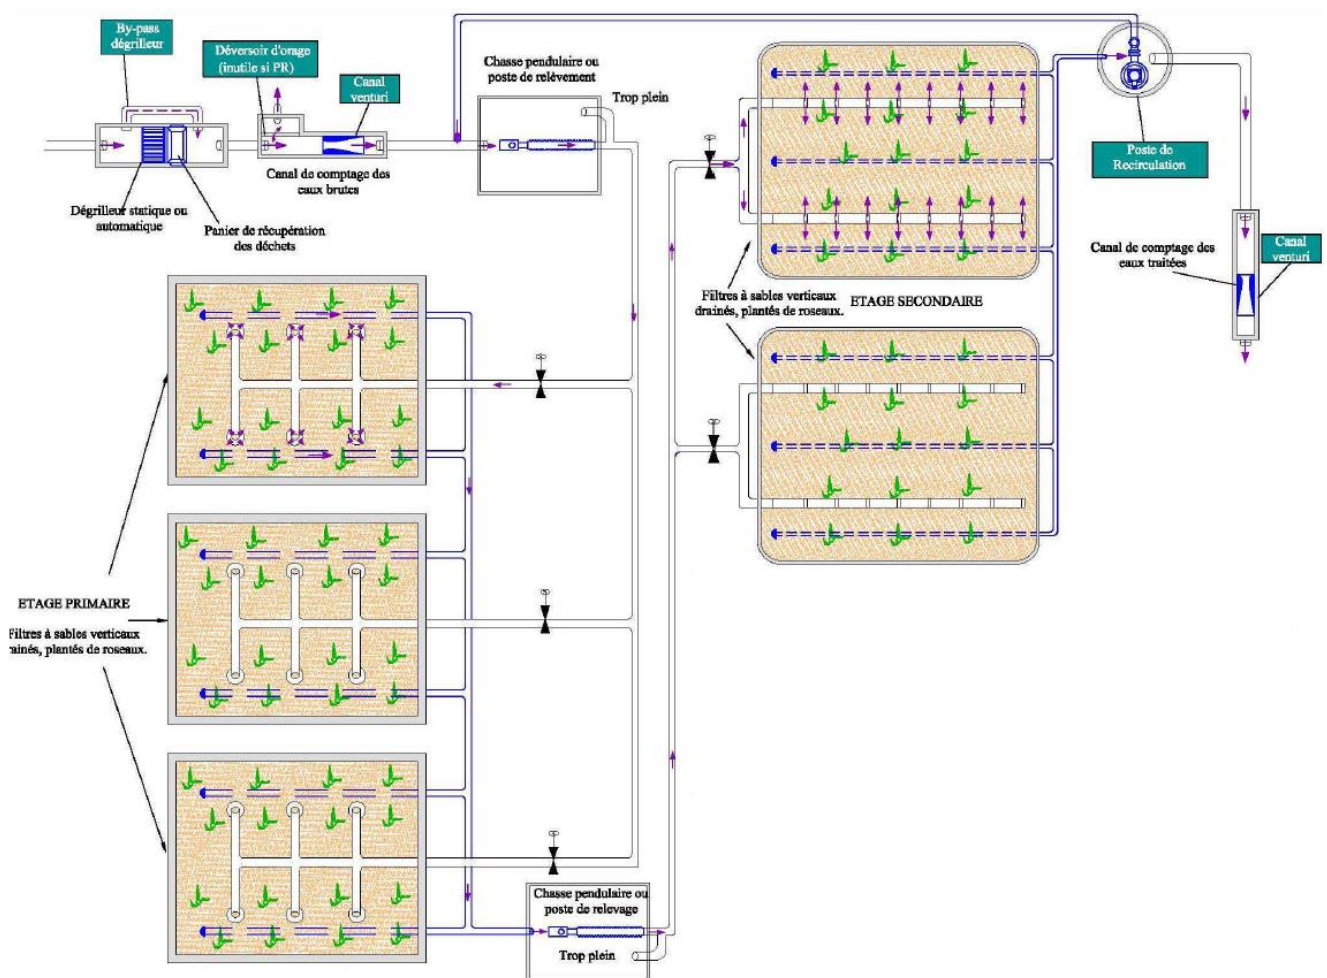 By-pass
dégrilleur
Déversoir d'orage
(inutile si PR)
Canal
venturi
Chasse pendulaire ou
poste de relèvement
Trop plein
Canal de comptage des
eaux brutes
Dégrilleur statique ou
automatique
Panier de récupération
des déchets
Poste de
Recirculation
Canal de comptage des
eaux traitées
Canal
venturi
Filtres à sables verticaux
drainés, plantés de roseaux.
ETAGE SECONDAIRE
ETAGE PRIMAIRE
Filtres à sables verticaux
rainés, plantés de roseaux.
Chasse pendulaire ou
poste de relevage
Trop plein